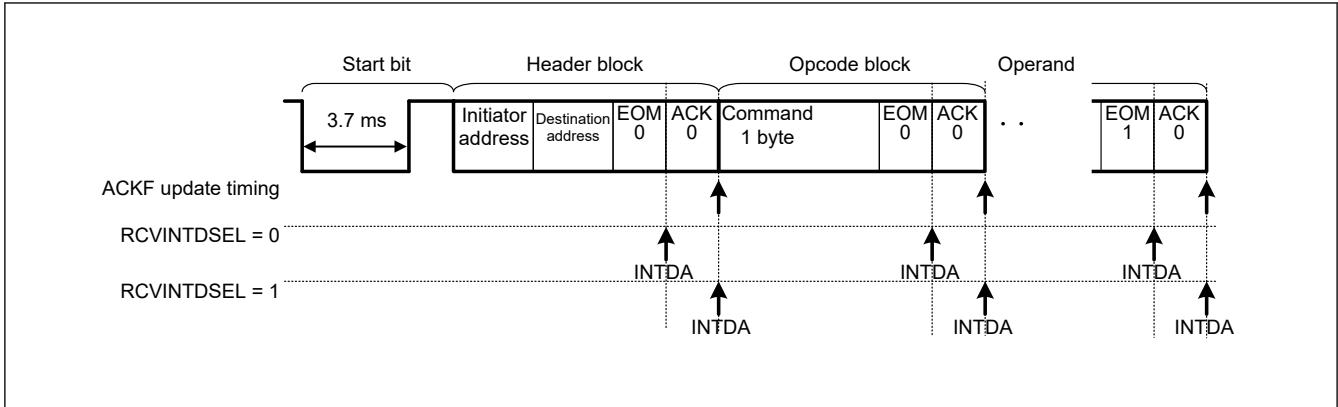 Start bit Header block Opcode block Operand
3.7 ms Initiator address Destination address EOM 0 ACK 0 Command 1 byte EOM 0 ACK 0 . . EOM 1 ACK 0
ACKF update timing
RCVINTDSEL = 0
INTDA INTDA INTDA
RCVINTDSEL = 1
INTDA INTDA INTDA